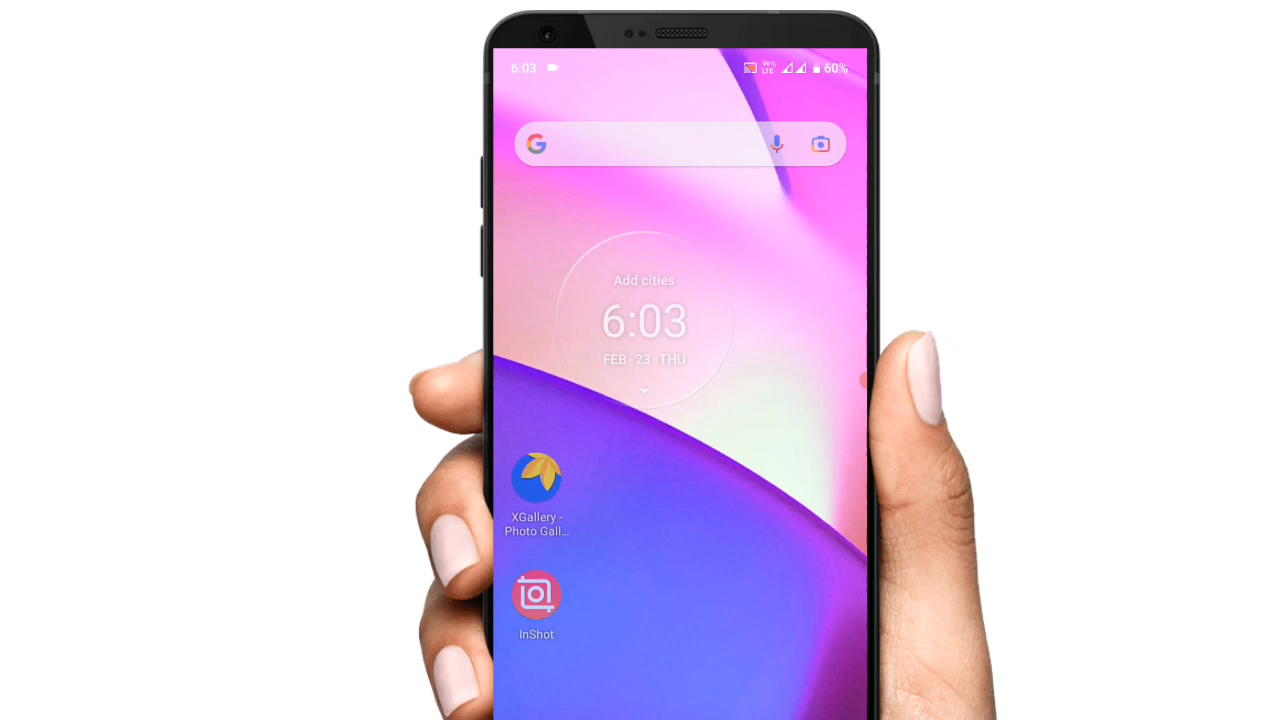 6:03
Vo LTE
60%
Add cities
6:03
FEB 23 THU
XGallery -
Photo Gall...
InShot